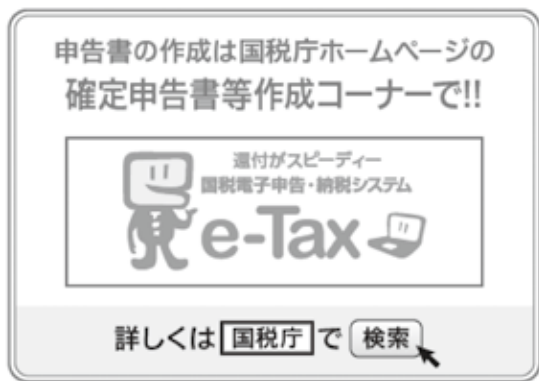 申告書の作成は国税庁ホームページの
確定申告書等作成コーナーで!!
還付がスピーディー
国税電子申告・納税システム
e-Tax
詳しくは 国税庁 で 検索